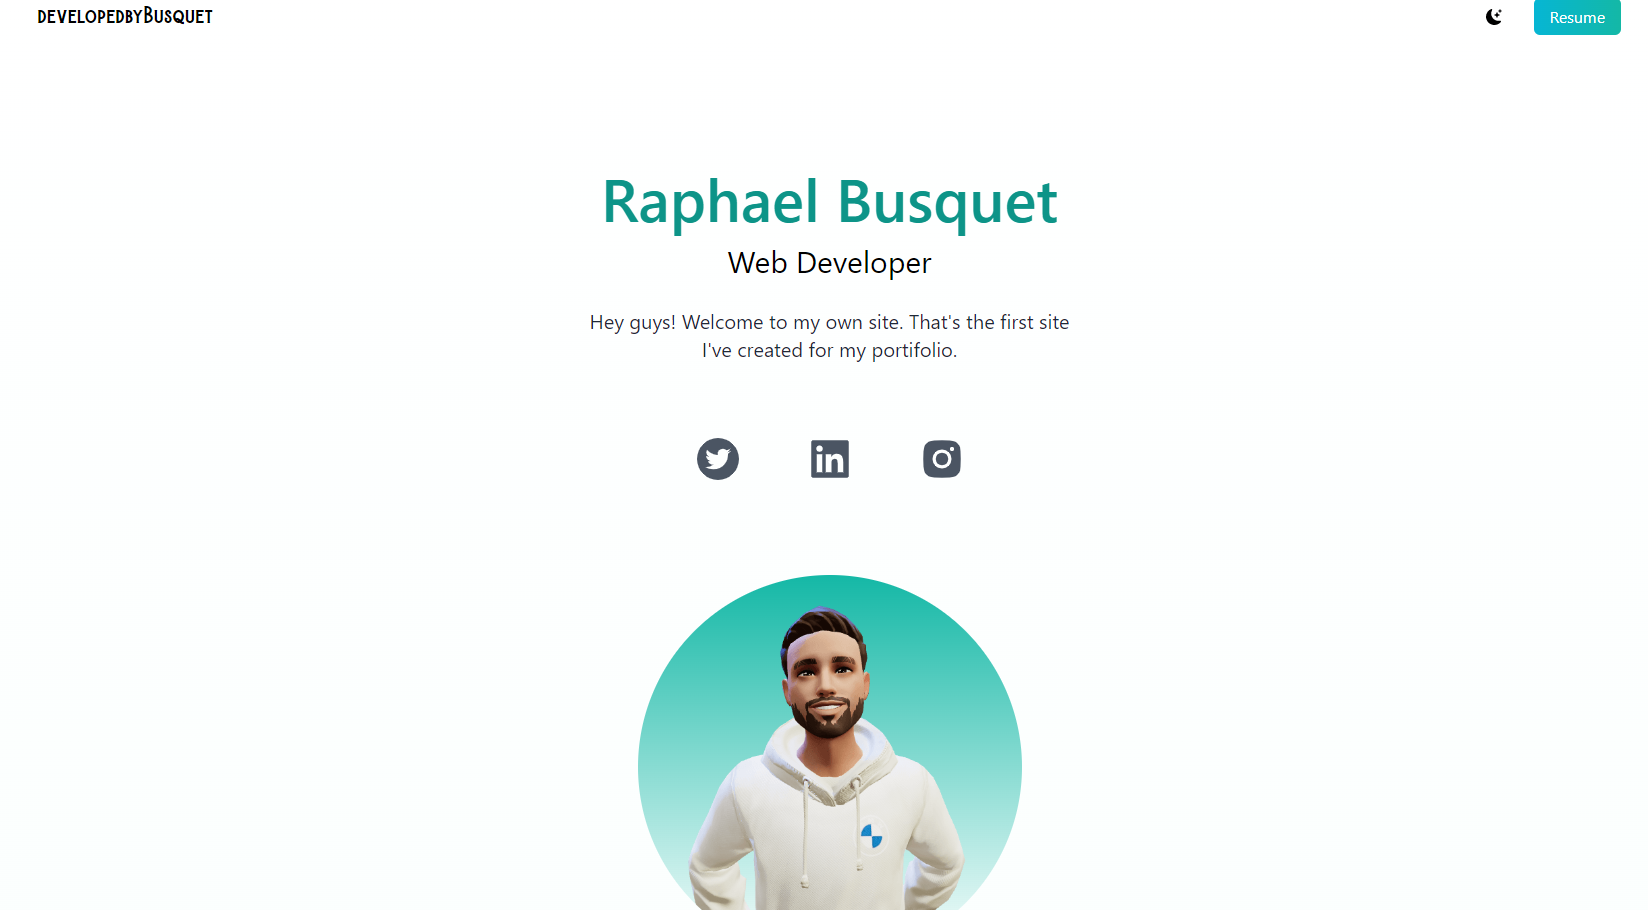 DEVELOPEDBYBUSQUET
Resume
Raphael Busquet
Web Developer
Hey guys! Welcome to my own site. That's the first site
I've created for my portifolio.
in